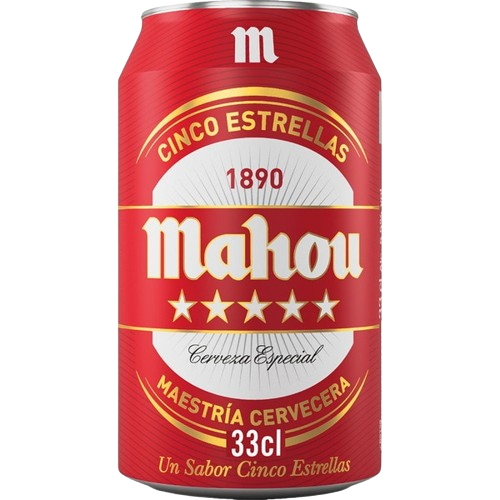 m
CINCO ESTRELLAS
1890
Mahou
Cerveza Especial
MAESTRÍA CERVECERA
33cl
Un Sabor Cinco Estrellas